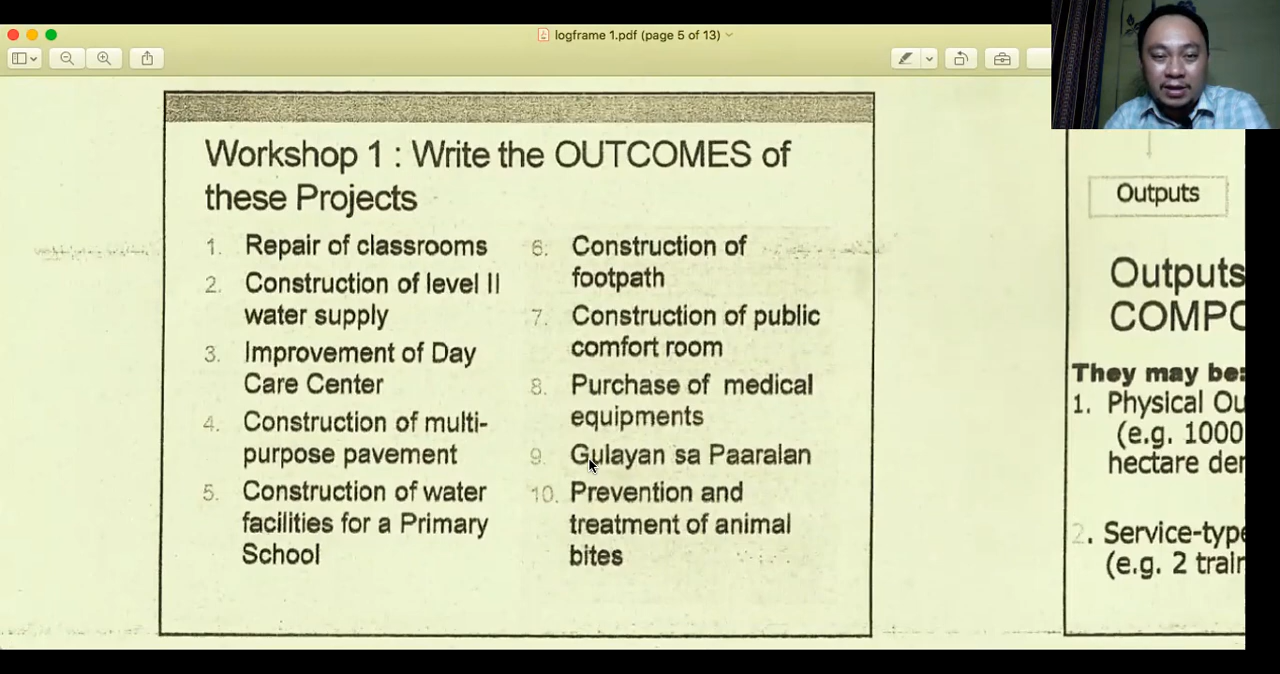 logframe 1.pdf (page 5 of 13)
Workshop 1 : Write the OUTCOMES of
these Projects
1. Repair of classrooms
2. Construction of level II
water supply
3. Improvement of Day
Care Center
4. Construction of multi-
purpose pavement
5. Construction of water
facilities for a Primary
School
6. Construction of
footpath
7. Construction of public
comfort room
8. Purchase of medical
equipments
9. Gulayan sa Paaralan
10. Prevention and
treatment of animal
bites
Outputs
Outputs
COMPO
They may be:
1. Physical Ou
(e.g. 1000
hectare der
2. Service-type
(e.g. 2 train